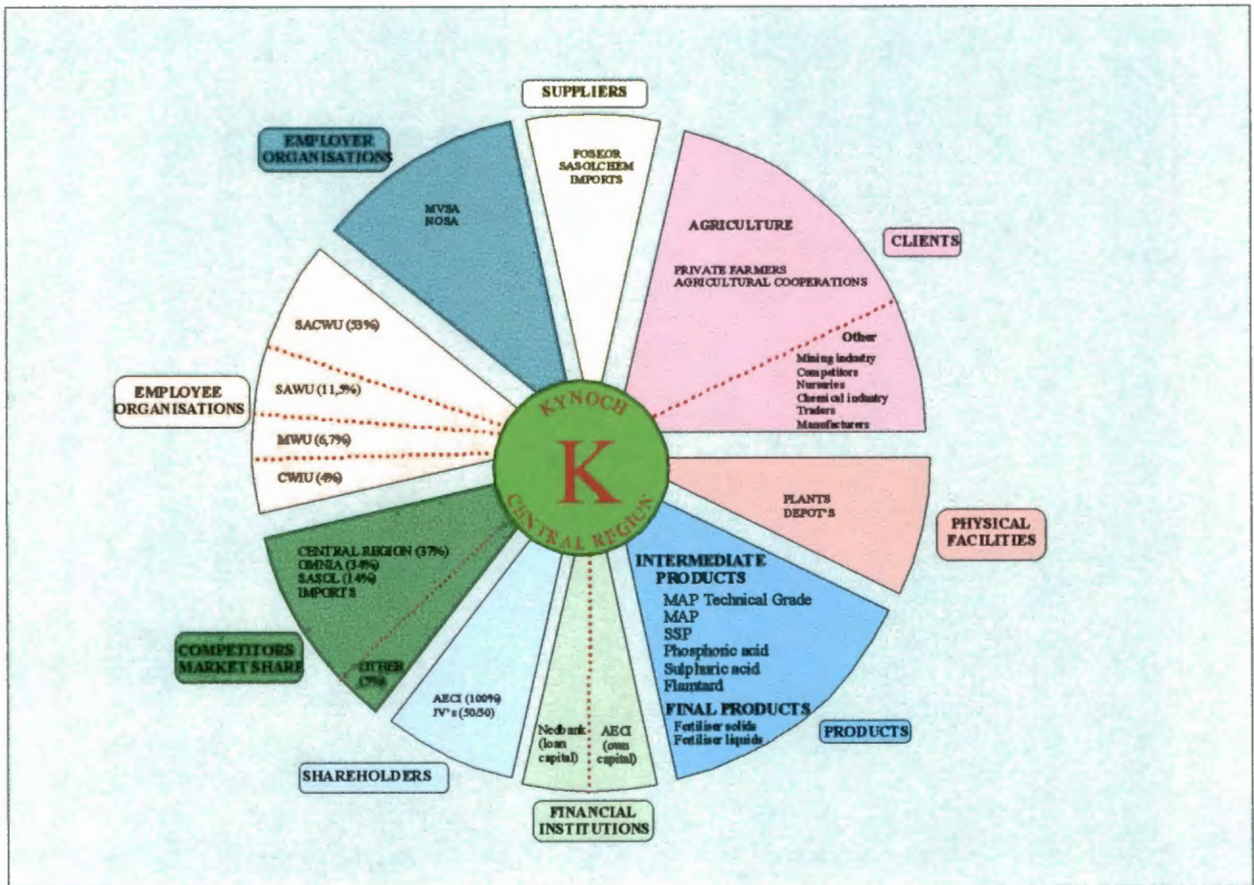 SUPPLIERS
FOSKOR
SASOLCHEM
IMPORTS
EMPLOYER
ORGANISATIONS
MVSA
NOSA
AGRICULTURE
PRIVATE FARMERS
AGRICULTURAL COOPERATIONS
CLIENTS
Other
Mining industry
Competitors
Nurseries
Chemical industry
Traders
Manufacturers
EMPLOYEE
ORGANISATIONS
SACWU (53%)
SAWU (11,5%)
MWU (6,7%)
CWIU (4%)
KYNOCH
K
CENTRAL REGION
PLANTS
DEPOT'S
PHYSICAL
FACILITIES
CENTRAL REGION (37%)
OMNIA (34%)
SASOL (14%)
IMPORTS
OTHER
COMPETITORS
MARKET SHARE
INTERMEDIATE
PRODUCTS
MAP Technical Grade
MAP
SSP
Phosphoric acid
Sulphuric acid
Flamtard
FINAL PRODUCTS
Fertiliser solids
Fertiliser liquids
PRODUCTS
AECI (100%)
JV's (50/50)
SHAREHOLDERS
Nedbank
(loan
capital)
AECI
(own
capital)
FINANCIAL
INSTITUTIONS